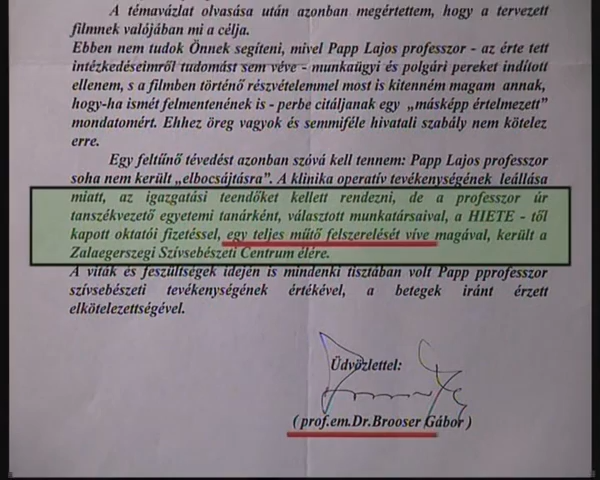 A témavázlat olvasása után azonban megértettem, hogy a tervezett
filmnek valójában mi a célja.
Ebben nem tudok Önnek segíteni, mivel Papp Lajos professzor - az érte tett
intézkedéseimről tudomást sem véve - munkaügyi és polgári pereket indított
ellenem, s a filmben történő részvételemmel most is kitenném magam annak,
hogy-ha ismét felmentenének is - perbe citáljanak egy „másképp értelmezett"
mondatomért. Ehhez öreg vagyok és semmiféle hivatali szabály nem kötelez
erre.
Egy feltűnő tévedést azonban szóvá kell tennem: Papp Lajos professzor
soha nem került „elbocsájtásra". A klinika operatív tevékenységének leállása
miatt, az igazgatási teendőket kellett rendezni, de a professzor úr
tanszékvezető egyetemi tanárként, választott munkatársaival, a HIETE - től
kapott oktatói fizetéssel, egy teljes műtő felszerelését víve magával, került a
Zalaegerszegi Szívsebészeti Centrum élére.
A viták és feszültségek idején is mindenki tisztában volt Papp pprofesszor
szívsebészeti tevékenységének értékével, a betegek iránt érzett
elkötelezettségével.
Üdvözlettel:
( prof.em.Dr.Brooser Gábor )